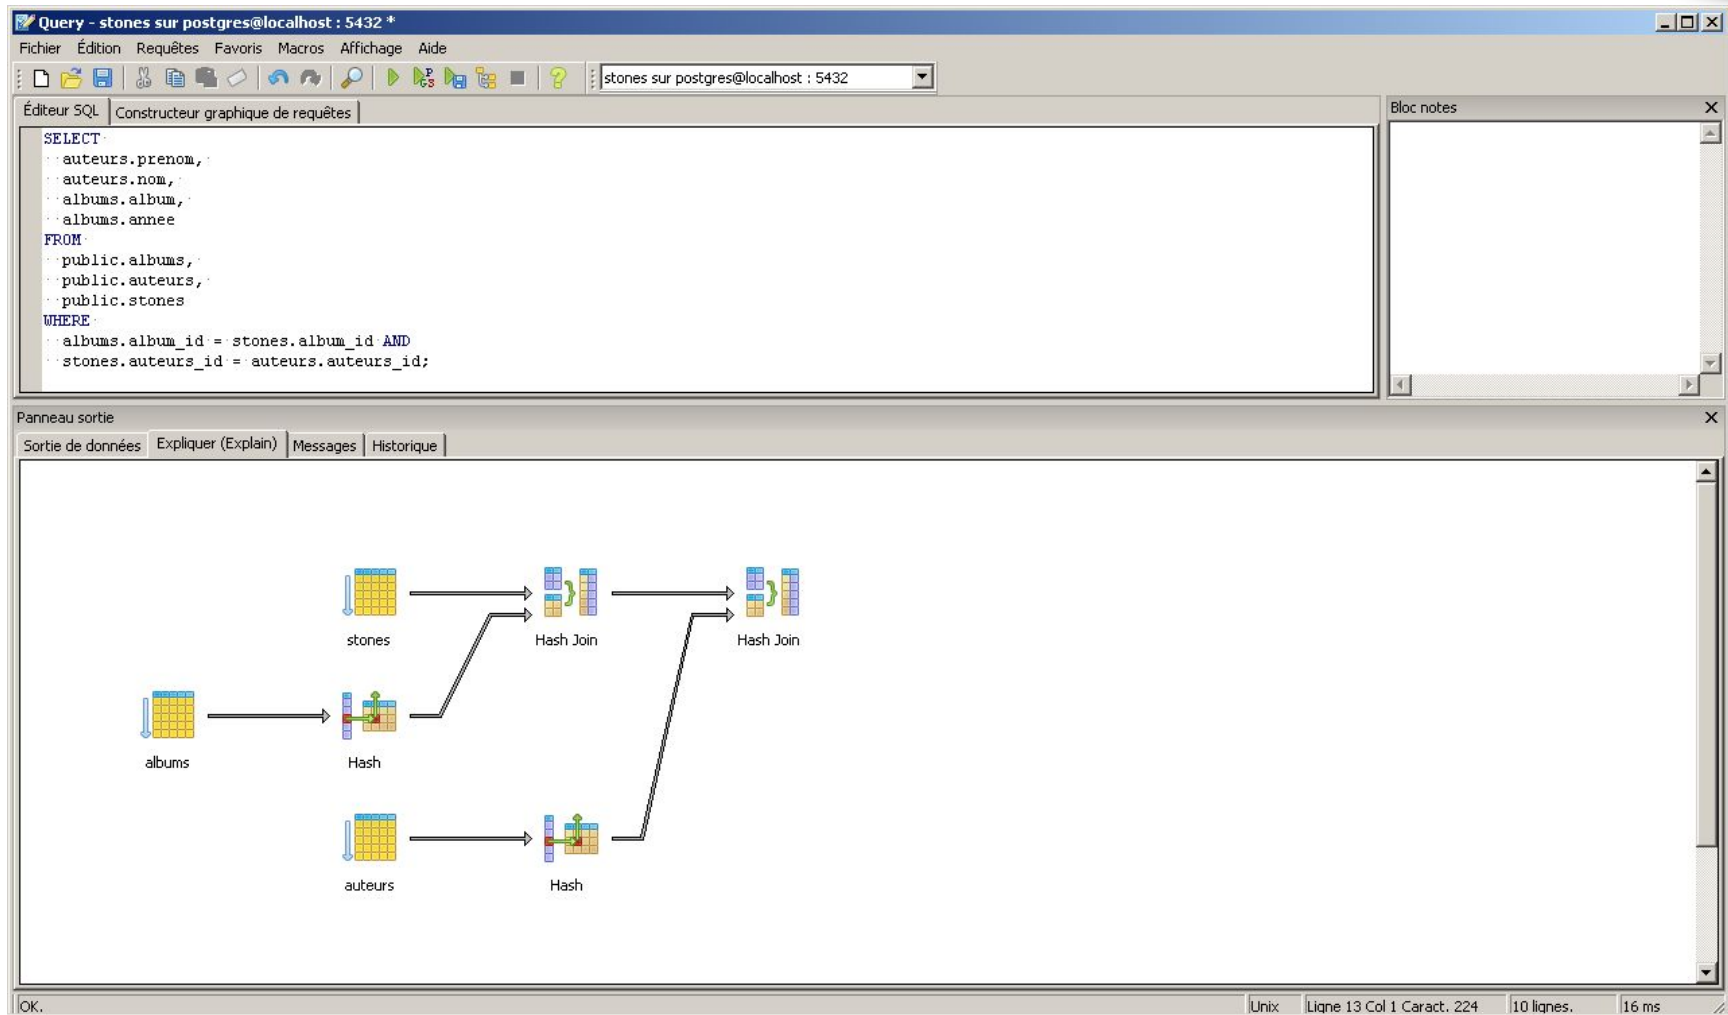 Query - stones sur postgres@localhost : 5432 *
Fichier Édition Requêtes Favoris Macros Affichage Aide
stones sur postgres@localhost : 5432
Éditeur SQL Constructeur graphique de requêtes
Bloc notes
SELECT
auteurs.prenom,
auteurs.nom,
albums.album,
albums.annee
FROM
public.albums,
public.auteurs,
public.stones
WHERE
albums.album_id = stones.album_id AND
stones.auteurs_id = auteurs.auteurs_id;
Panneau sortie
Sortie de données Expliquer (Explain) Messages Historique
stones Hash Join Hash Join
albums Hash
auteurs Hash
OK. Unix Ligne 13 Col 1 Caract. 224 10 lignes. 16 ms